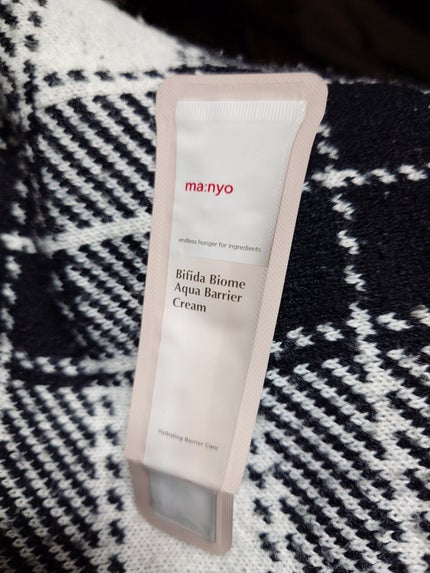 ma:nyo
endless hunger for ingredients
Bifida Biome
Aqua Barrier
Cream
Hydrating Barrier Care